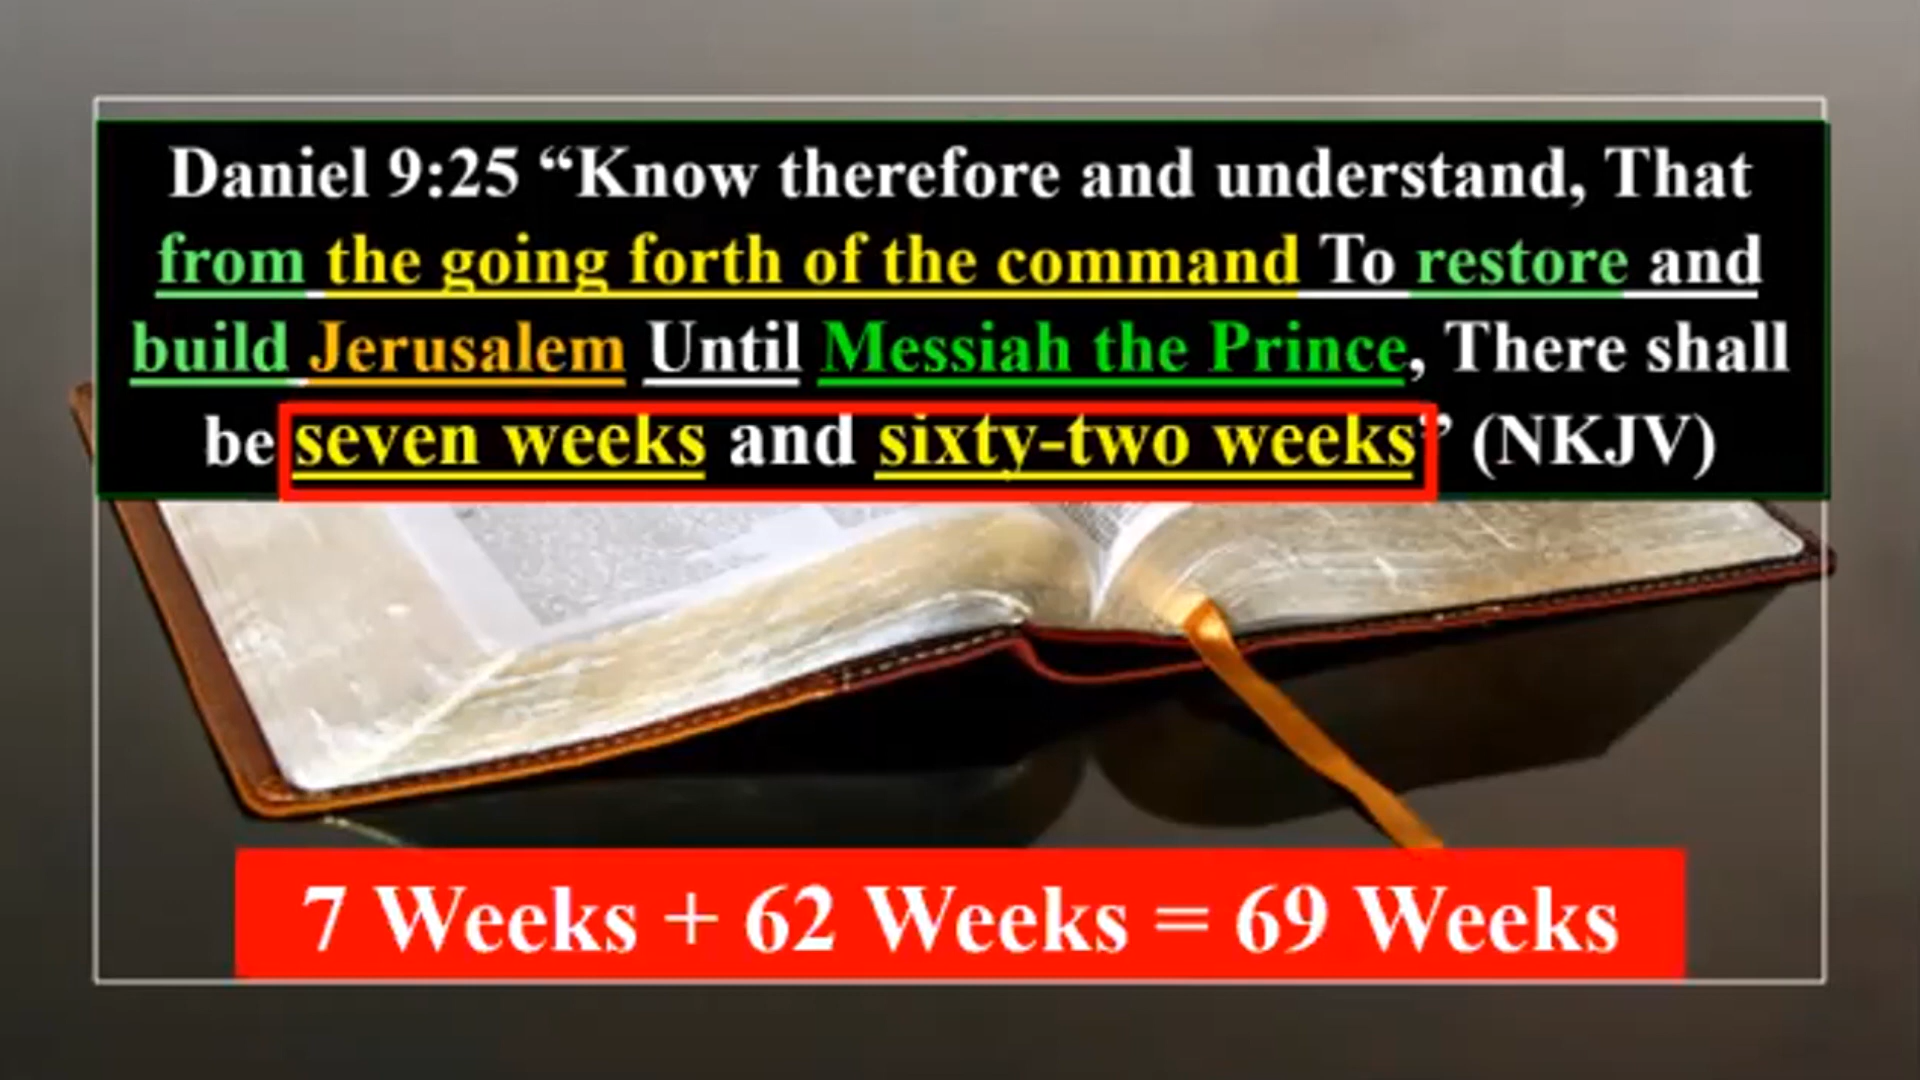 Daniel 9:25 “Know therefore and understand, That
from the going forth of the command To restore and
build Jerusalem Until Messiah the Prince, There shall
be seven weeks and sixty-two weeks” (NKJV)
7 Weeks + 62 Weeks = 69 Weeks